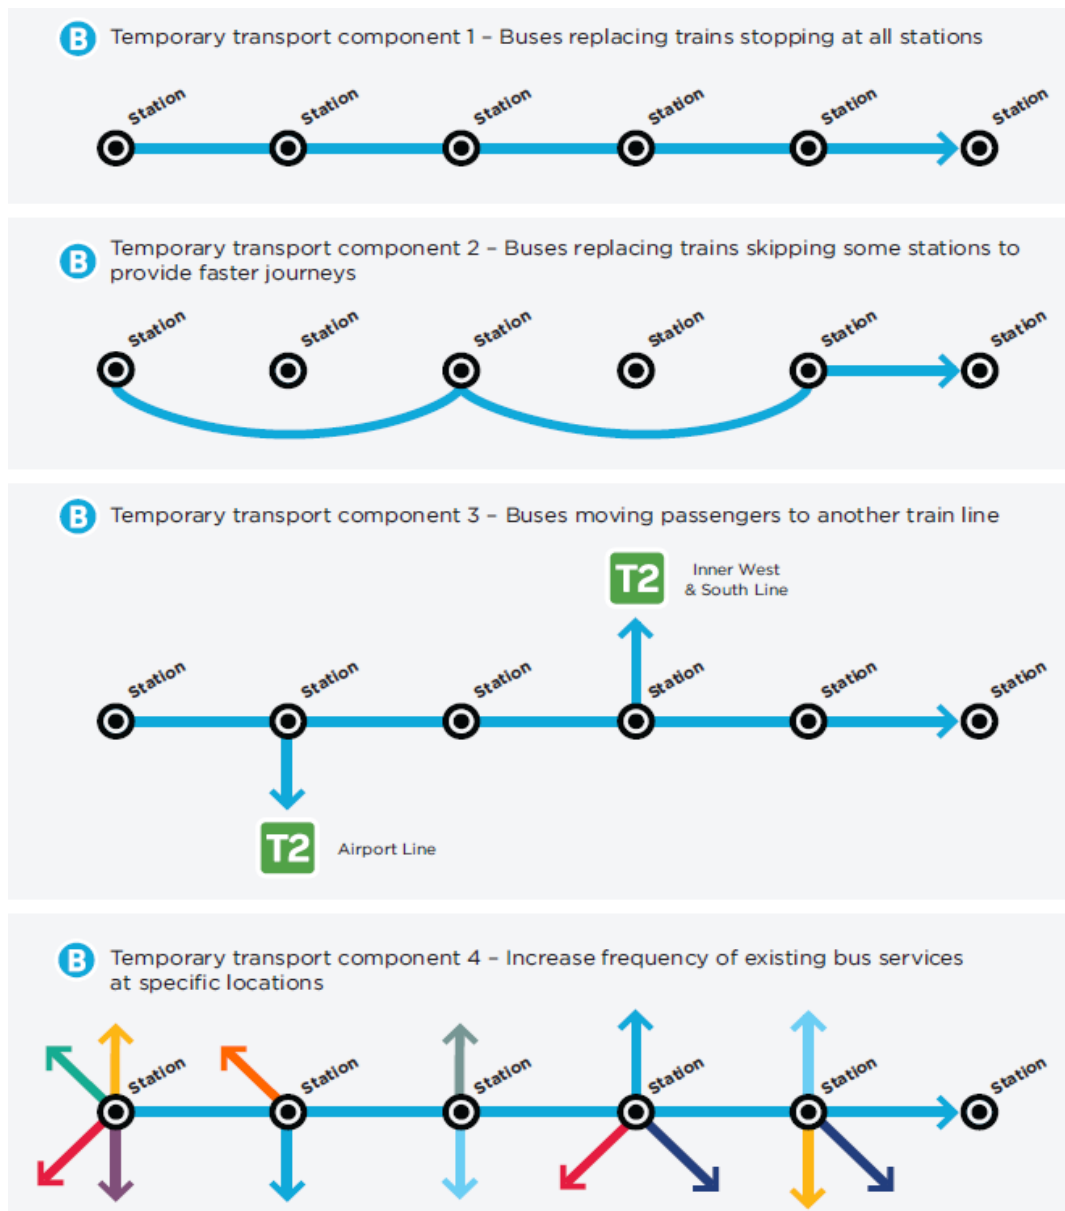 B Temporary transport component 1 – Buses replacing trains stopping at all stations
Station Station Station Station Station Station
B Temporary transport component 2 – Buses replacing trains skipping some stations to
provide faster journeys
Station Station Station Station Station Station
B Temporary transport component 3 – Buses moving passengers to another train line
T2 Inner West
& South Line
Station Station Station Station Station Station
T2 Airport Line
B Temporary transport component 4 – Increase frequency of existing bus services
at specific locations
Station Station Station Station Station Station